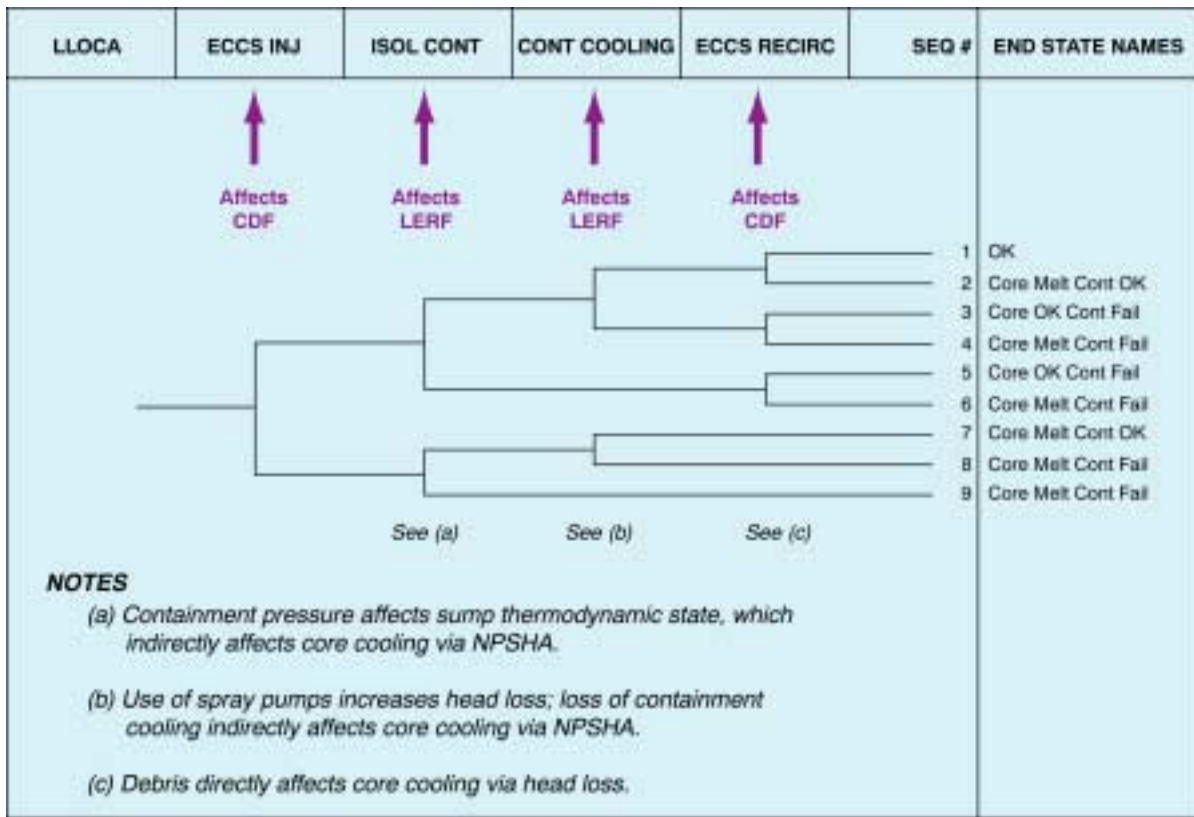 LLOCA ECCS INJ ISOL CONT CONT COOLING ECCS RECIRC SEQ # END STATE NAMES
Affects Affects Affects Affects
CDF LERF LERF CDF
1 OK
2 Core Melt Cont OK
3 Core OK Cont Fail
4 Core Melt Cont Fail
5 Core OK Cont Fail
6 Core Melt Cont Fail
7 Core Melt Cont OK
8 Core Melt Cont Fail
9 Core Melt Cont Fail
See (a) See (b) See (c)
NOTES
(a) Containment pressure affects sump thermodynamic state, which
indirectly affects core cooling via NPSHA.
(b) Use of spray pumps increases head loss; loss of containment
cooling indirectly affects core cooling via NPSHA.
(c) Debris directly affects core cooling via head loss.